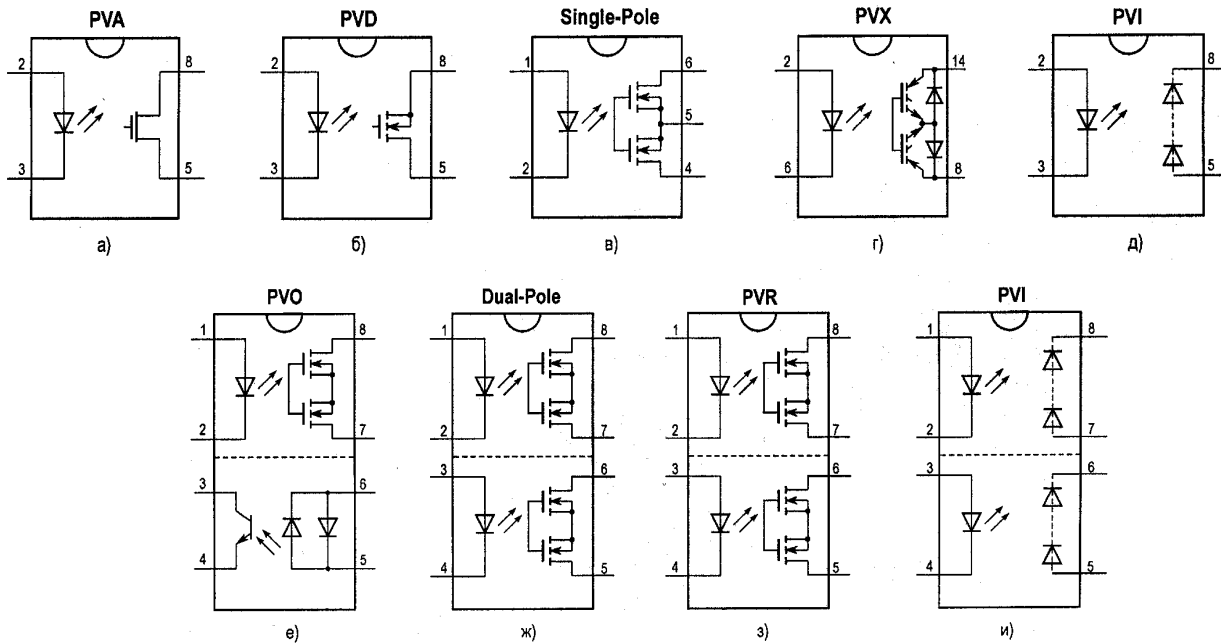 PVA PVD Single-Pole PVX PVI
2 8 2 8 1 6 2 14 2 8
5
3 5 3 5 2 4 6 8 3 5
а) б) в) г) д)
PVO Dual-Pole PVR PVI
1 8 1 8 1 8 1 8
2 7 2 7 2 7 2 7
3 6 3 6 3 6 3 6
4 5 4 5 4 5 4 5
е) ж) з) и)